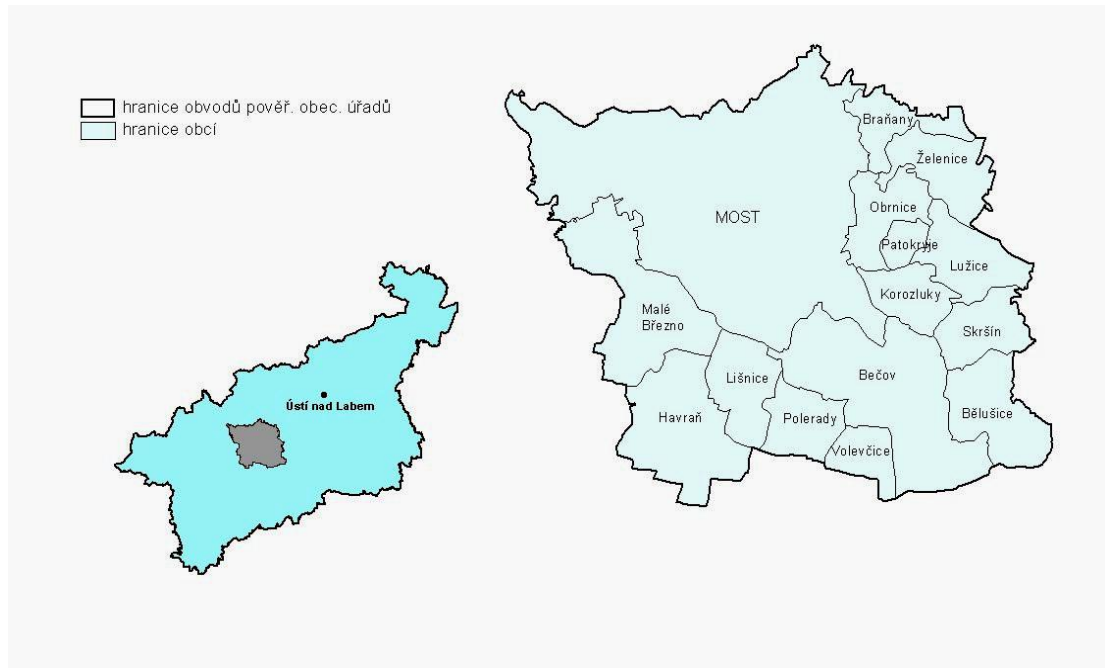 hranice obvodů pověř. obec. úřadů
hranice obcí
Braňany
Želenice
Obrnice
MOST
Patokryje
Lužice
Korozluky
Malé
Březno
Skršín
Lišnice
Bečov
Ústí nad Labem
Havraň
Polerady
Bělušice
Volevčice